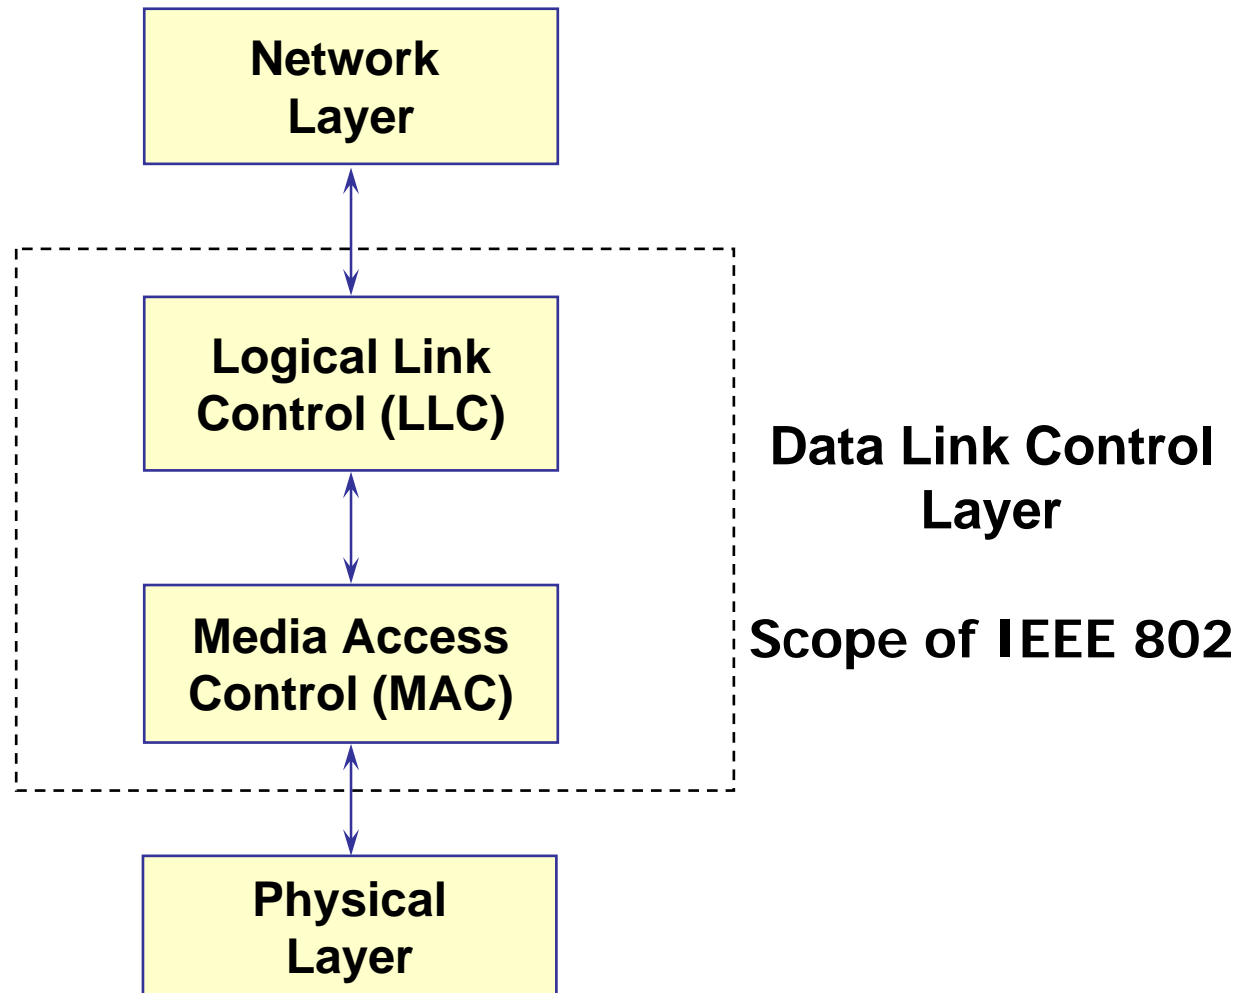 Network
Layer
Logical Link
Control (LLC)
Data Link Control
Layer
Media Access
Control (MAC)
Scope of IEEE 802
Physical
Layer